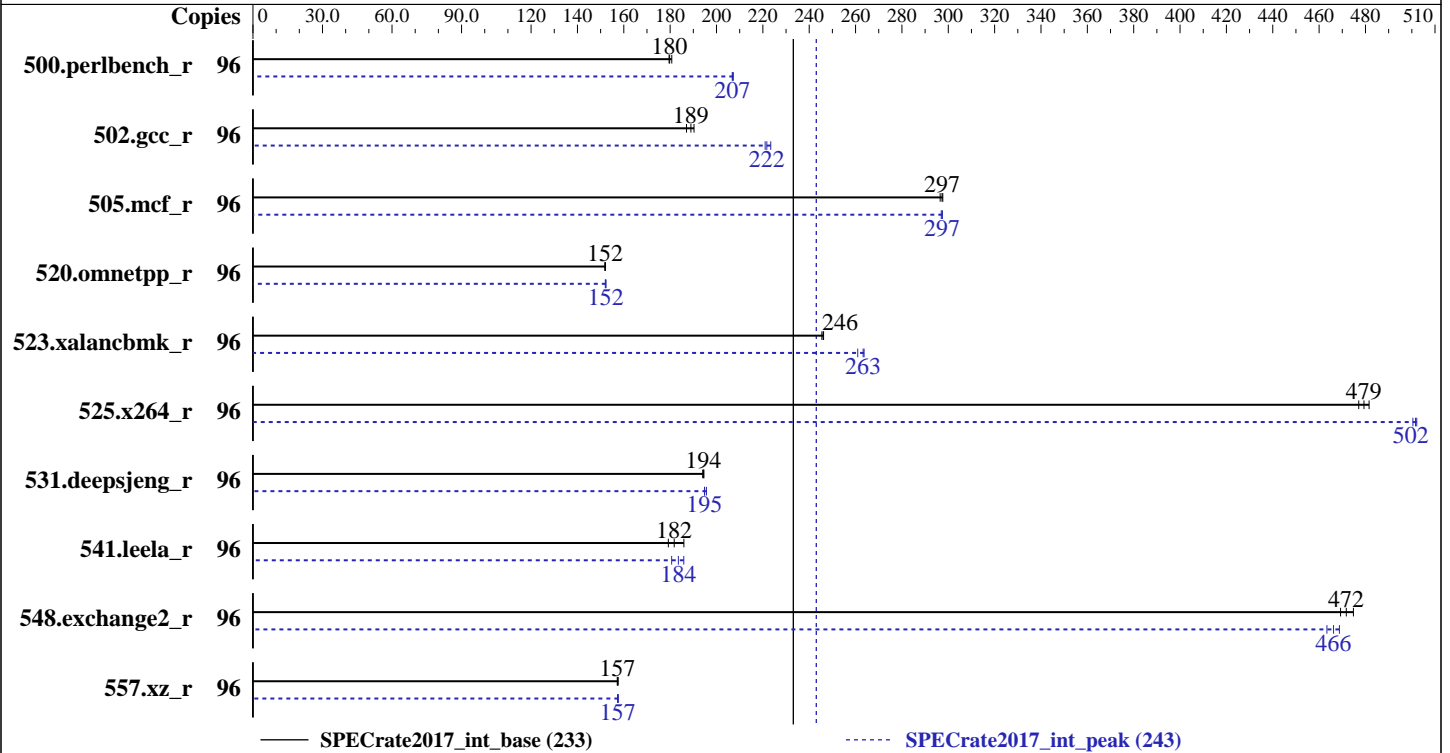 Copies 0 30.0 60.0 90.0 120 140 160 180 200 220 240 260 280 300 320 340 360 380 400 420 440 460 480 510
180
500.perlbench_r 96
207
189
502.gcc_r 96
222
297
505.mcf_r 96
297
152
520.omnetpp_r 96
152
246
523.xalancbmk_r 96
263
479
525.x264_r 96
502
194
531.deepsjeng_r 96
195
182
541.leela_r 96
184
472
548.exchange2_r 96
466
157
557.xz_r 96
157
SPECrate2017_int_base (233) SPECrate2017_int_peak (243)